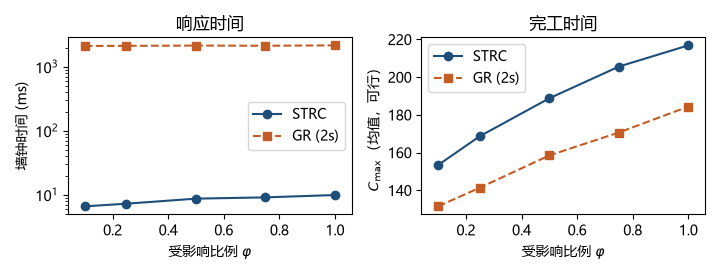 响应时间
墙钟时间 (ms)
10³
10²
10¹
STRC
GR (2s)
0.2 0.4 0.6 0.8 1.0
受影响比例 φ
完工时间
C_max (均值, 可行)
220
200
180
160
140
STRC
GR (2s)
0.2 0.4 0.6 0.8 1.0
受影响比例 φ